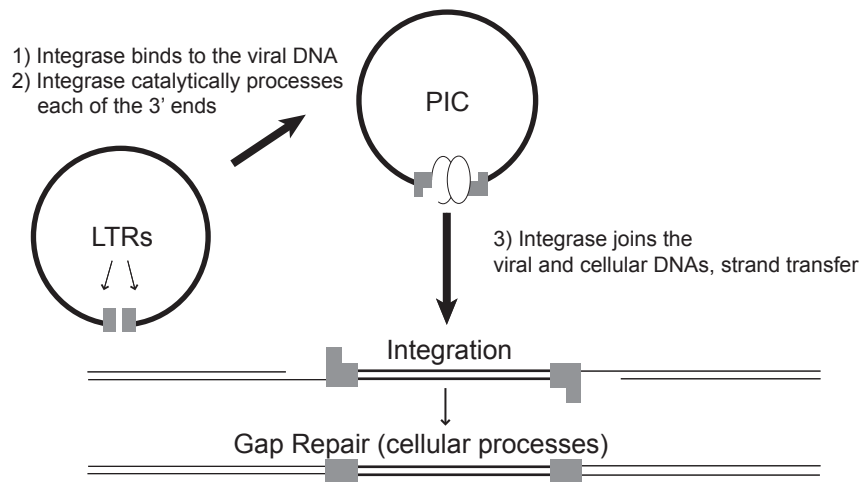 1) Integrase binds to the viral DNA
2) Integrase catalytically processes
each of the 3’ ends
PIC
LTRs
3) Integrase joins the
viral and cellular DNAs, strand transfer
Integration
Gap Repair (cellular processes)